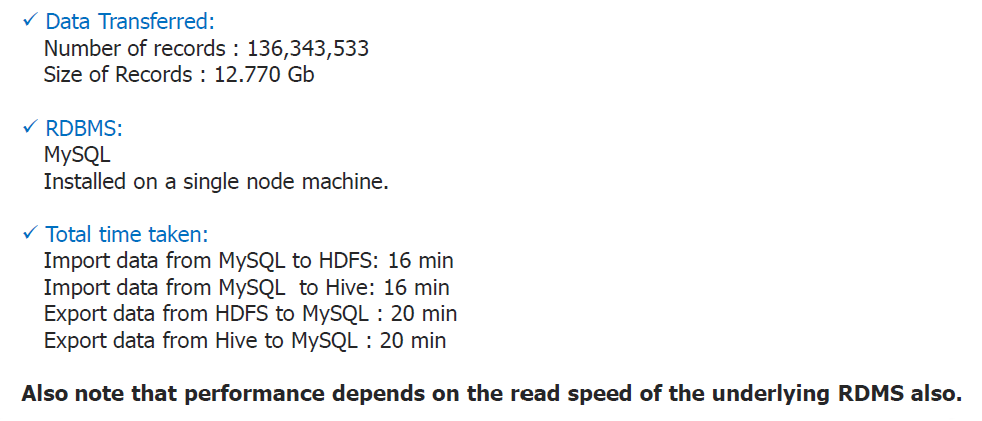 ✓ Data Transferred:
Number of records : 136,343,533
Size of Records : 12.770 Gb
✓ RDBMS:
MySQL
Installed on a single node machine.
✓ Total time taken:
Import data from MySQL to HDFS: 16 min
Import data from MySQL  to Hive: 16 min
Export data from HDFS to MySQL : 20 min
Export data from Hive to MySQL : 20 min
Also note that performance depends on the read speed of the underlying RDMS also.